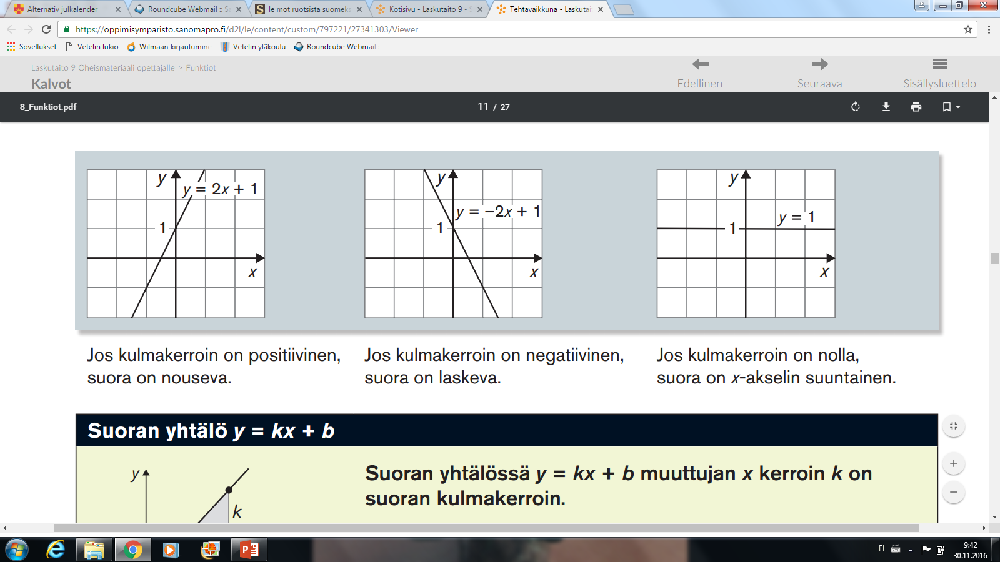 Alternativ julkalender
Roundcube Webmail :: S
le mot ruotsista suomeks
Kotisivu - Laskutaito 9 - S
Tehtäväikkuna - Laskutai
https://oppimisymparisto.sanomapro.fi/d2l/le/content/custom/797221/27341303/Viewer
Sovellukset
Vetelin lukio
Wilmaan kirjautumine
Vetelin yläkoulu
Roundcube Webmail
Laskutaito 9 Oheismateriaali opettajalle > Funktiot
Kalvot
Edellinen
Seuraava
Sisällysluettelo
8_Funktiot.pdf
11 / 27
y
y = 2x + 1
1
x
y
y = −2x + 1
1
x
y
y = 1
1
x
Jos kulmakerroin on positiivinen,
suora on nouseva.
Jos kulmakerroin on negatiivinen,
suora on laskeva.
Jos kulmakerroin on nolla,
suora on x-akselin suuntainen.
Suoran yhtälö y = kx + b
y
k
Suoran yhtälössä y = kx + b muuttujan x kerroin k on
suoran kulmakerroin.
FI
9:42
30.11.2016